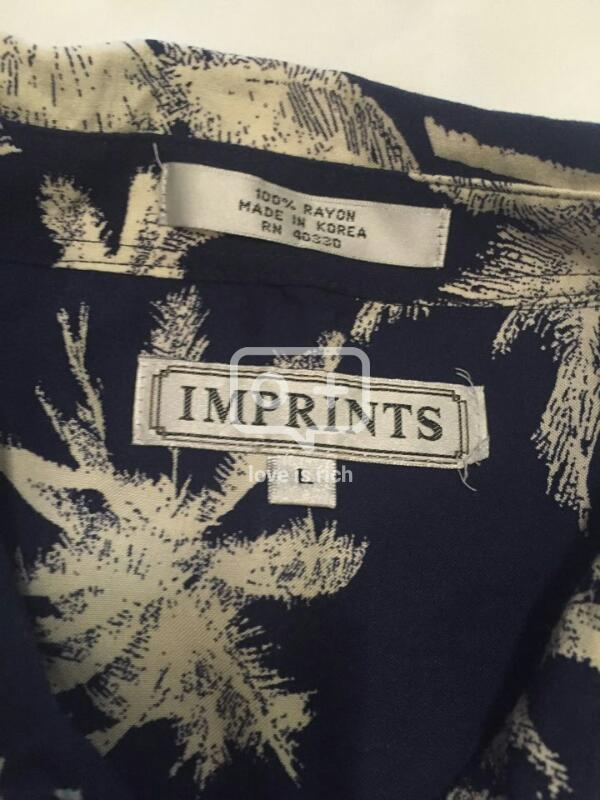 100% RAYON
MADE IN KOREA
RN 40330
IMPRINTS
L
love is rich